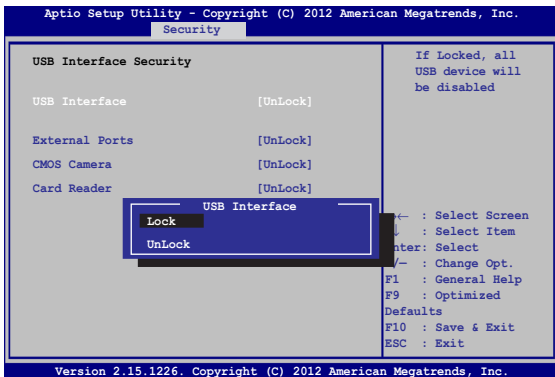 Aptio Setup Utility - Copyright (C) 2012 American Megatrends, Inc.
Security
USB Interface Security
USB Interface [UnLock]
External Ports [UnLock]
CMOS Camera [UnLock]
Card Reader [UnLock]
USB Interface
Lock
UnLock
If Locked, all
USB device will
be disabled
→← : Select Screen
↓ : Select Item
nter: Select
/— : Change Opt.
F1 : General Help
F9 : Optimized
Defaults
F10 : Save & Exit
ESC : Exit
Version 2.15.1226. Copyright (C) 2012 American Megatrends, Inc.